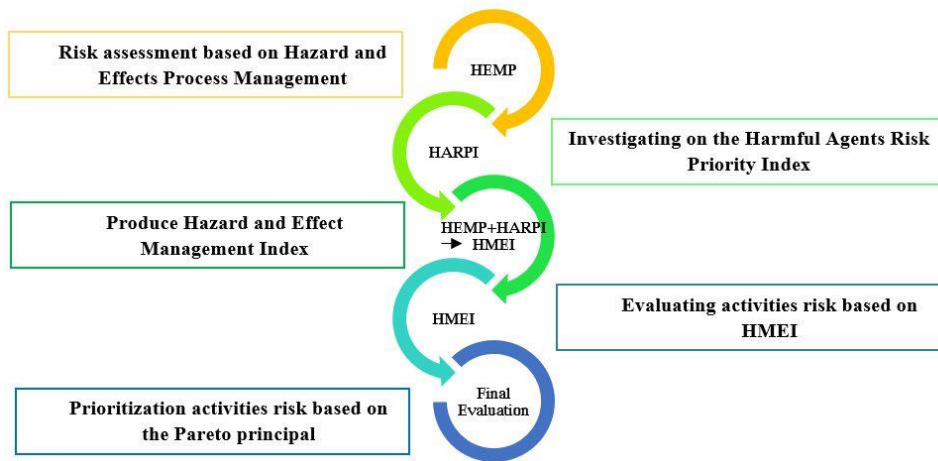 Risk assessment based on Hazard and
Effects Process Management
HEMP
HARPI
Investigating on the Harmful Agents Risk
Priority Index
Produce Hazard and Effect
Management Index
HEMP+HARPI
→ HMEI
HMEI
Evaluating activities risk based on
HMEI
Prioritization activities risk based on
the Pareto principal
Final
Evaluation